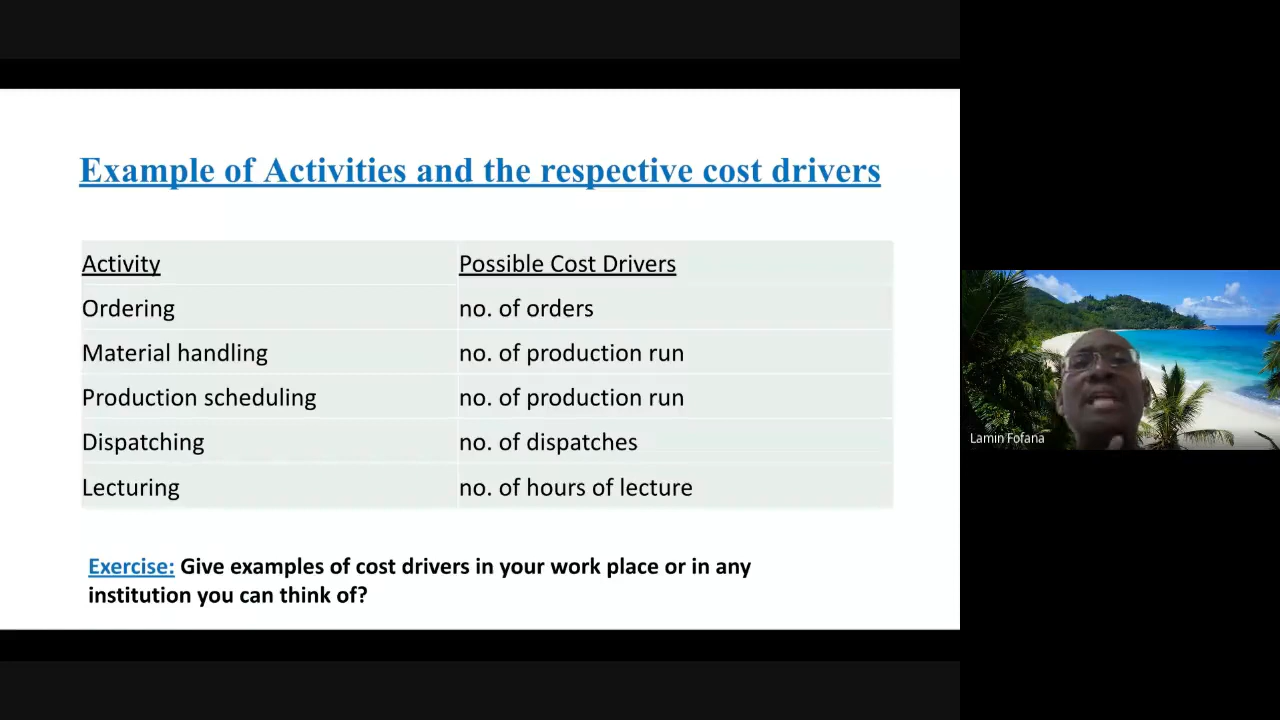 Example of Activities and the respective cost drivers
Activity Possible Cost Drivers
Ordering no. of orders
Material handling no. of production run
Production scheduling no. of production run
Dispatching no. of dispatches
Lecturing no. of hours of lecture
Exercise: Give examples of cost drivers in your work place or in any
institution you can think of?
Lamin Fofana